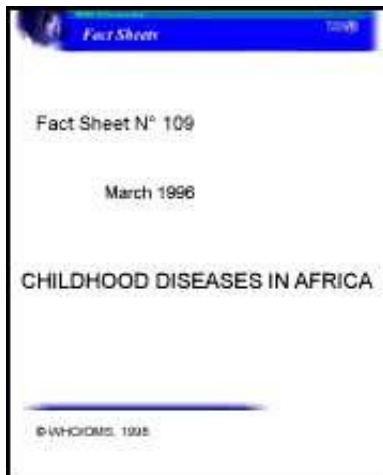 Fact Sheets
Fact Sheet N° 109
March 1996
CHILDHOOD DISEASES IN AFRICA
© WHO/OMS, 1998